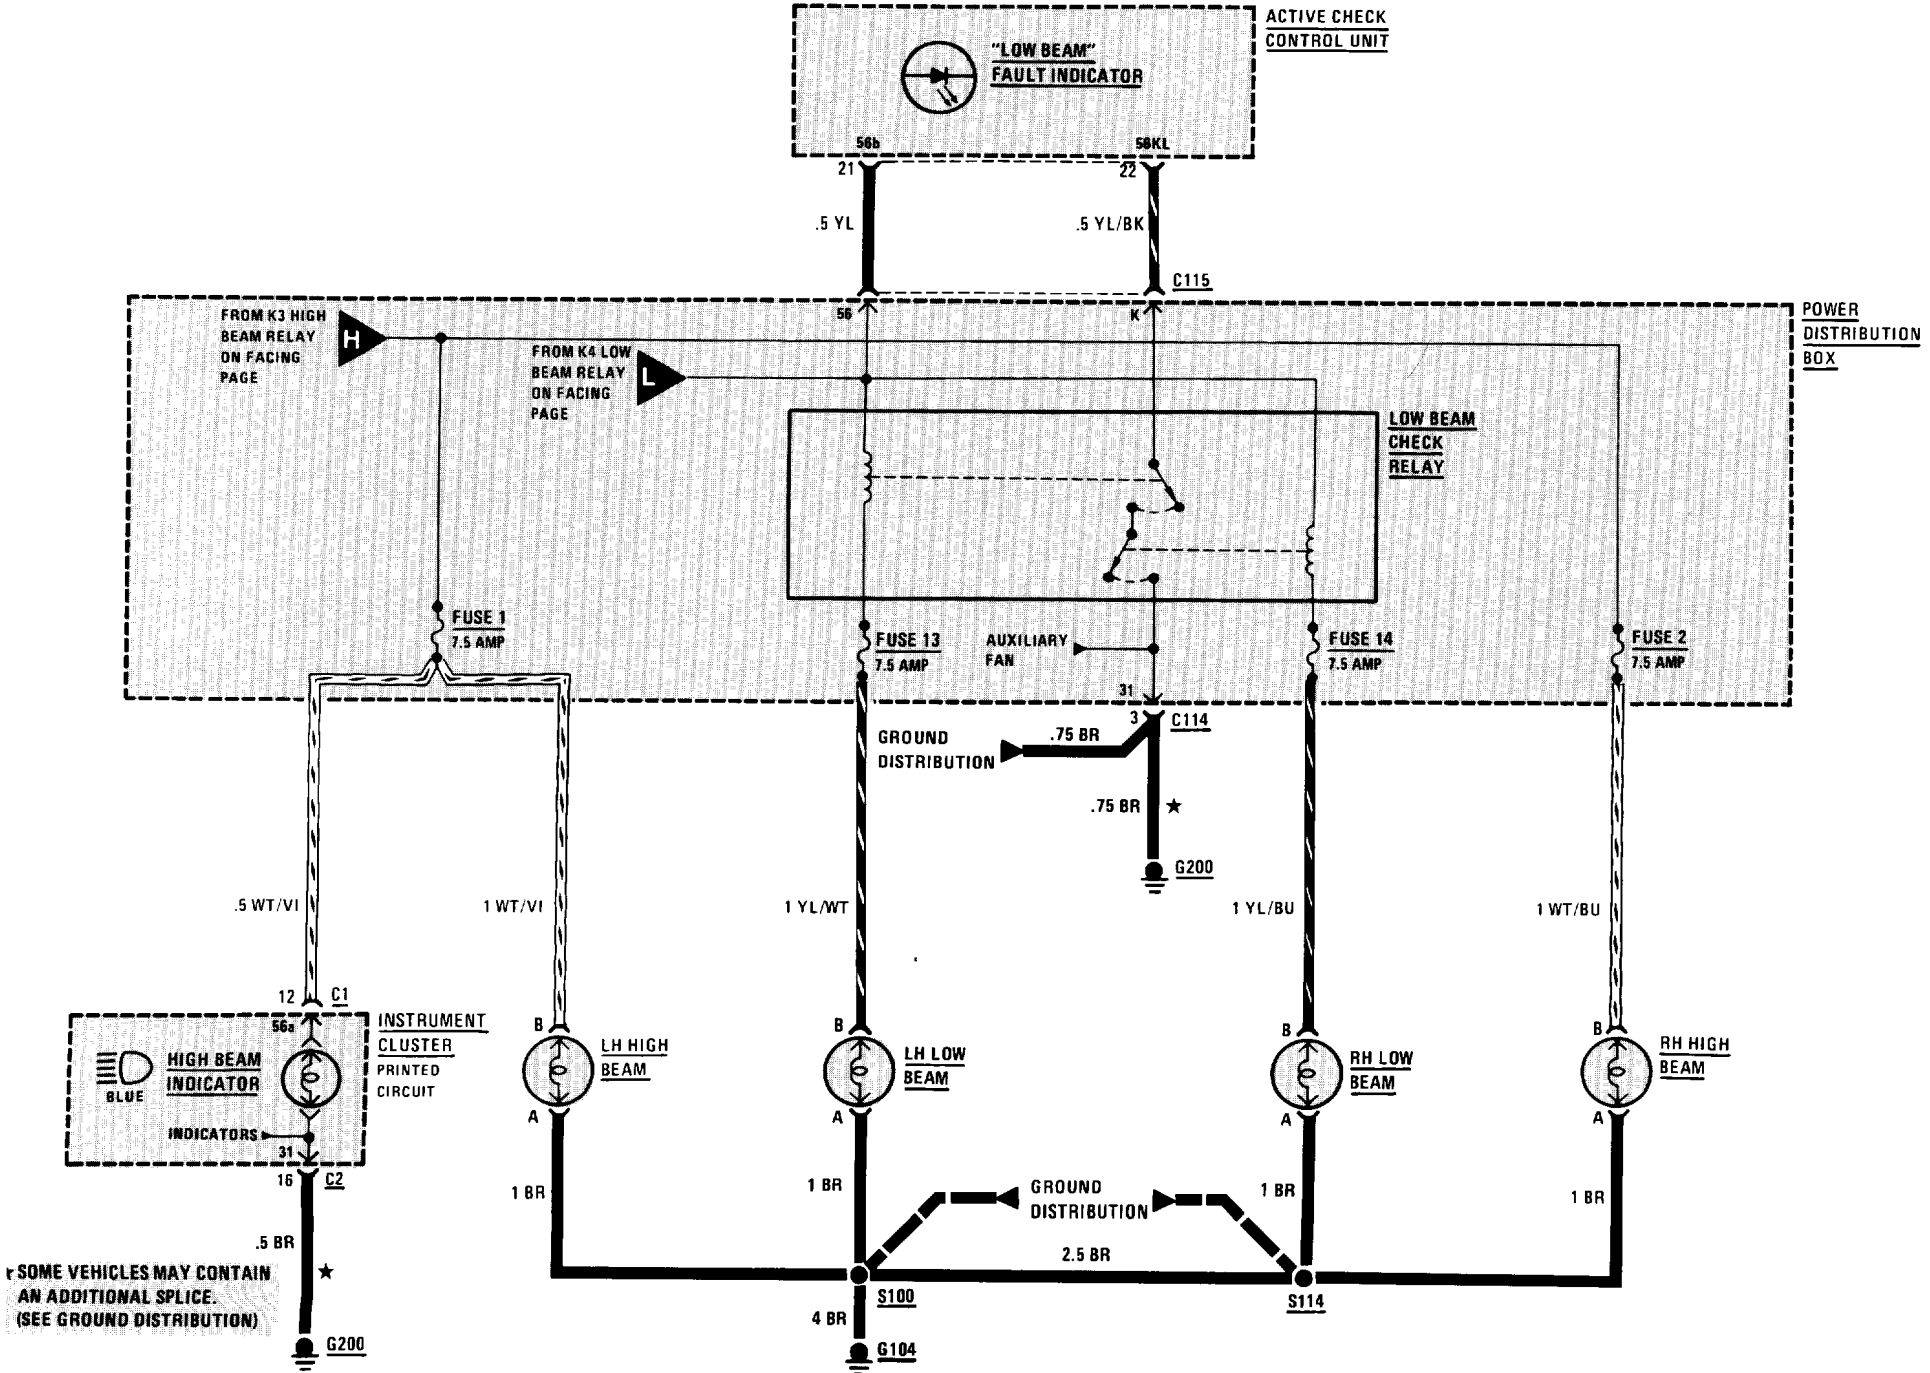 ACTIVE CHECK
CONTROL UNIT
"LOW BEAM"
FAULT INDICATOR
56b
56KL
21
22
.5 YL
.5 YL/BK
C115
56
K
POWER
DISTRIBUTION
BOX
FROM K3 HIGH
BEAM RELAY
ON FACING
PAGE
H
FROM K4 LOW
BEAM RELAY
ON FACING
PAGE
L
LOW BEAM
CHECK
RELAY
FUSE 1
7.5 AMP
FUSE 13
7.5 AMP
AUXILIARY
FAN
FUSE 14
7.5 AMP
FUSE 2
7.5 AMP
31
3
C114
GROUND
DISTRIBUTION
.75 BR
.75 BR ★
G200
.5 WT/VI
1 WT/VI
1 YL/WT
1 YL/BU
1 WT/BU
12
C1
56a
INSTRUMENT
CLUSTER
PRINTED
CIRCUIT
HIGH BEAM
INDICATOR
BLUE
INDICATORS
31
16
C2
B
LH HIGH
BEAM
A
B
LH LOW
BEAM
A
B
RH LOW
BEAM
A
B
RH HIGH
BEAM
A
1 BR
1 BR
1 BR
1 BR
GROUND
DISTRIBUTION
2.5 BR
.5 BR
★
SOME VEHICLES MAY CONTAIN
AN ADDITIONAL SPLICE.
(SEE GROUND DISTRIBUTION)
G200
S100
S114
4 BR
G104